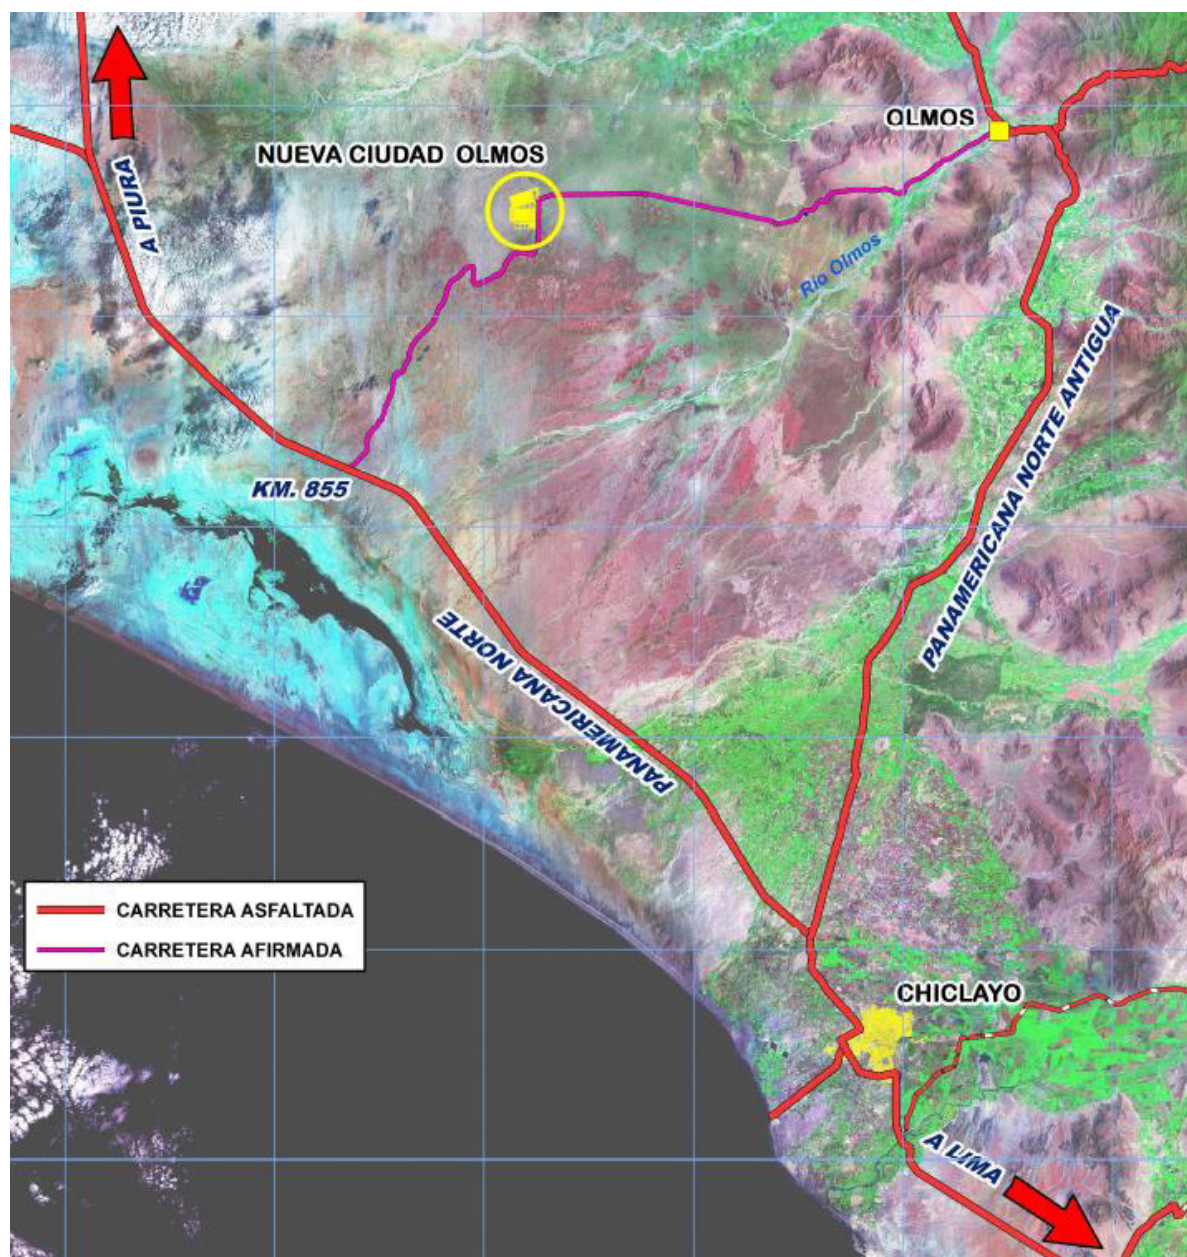 OLMOS
NUEVA CIUDAD OLMOS
A PIURA
Rio Olmos
PANAMERICANA NORTE ANTIGUA
KM. 855
PANAMERICANA NORTE
CARRETERA ASFALTADA
CARRETERA AFIRMADA
CHICLAYO
A LIMA